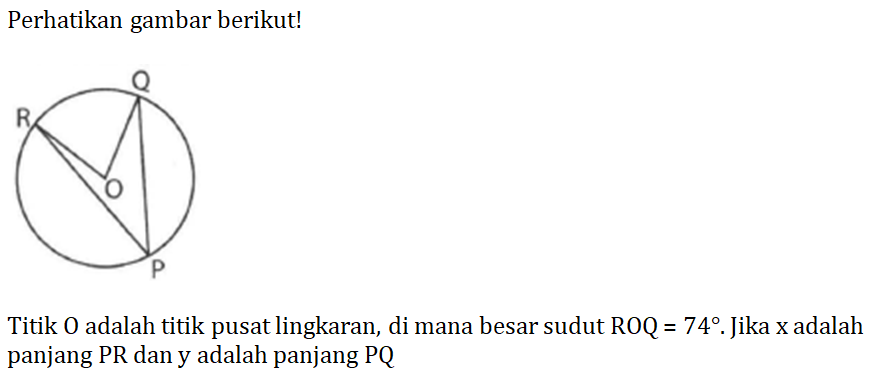 Perhatikan gambar berikut!
Q
R
O
P
Titik O adalah titik pusat lingkaran, di mana besar sudut ROQ = 74°. Jika x adalah
panjang PR dan y adalah panjang PQ